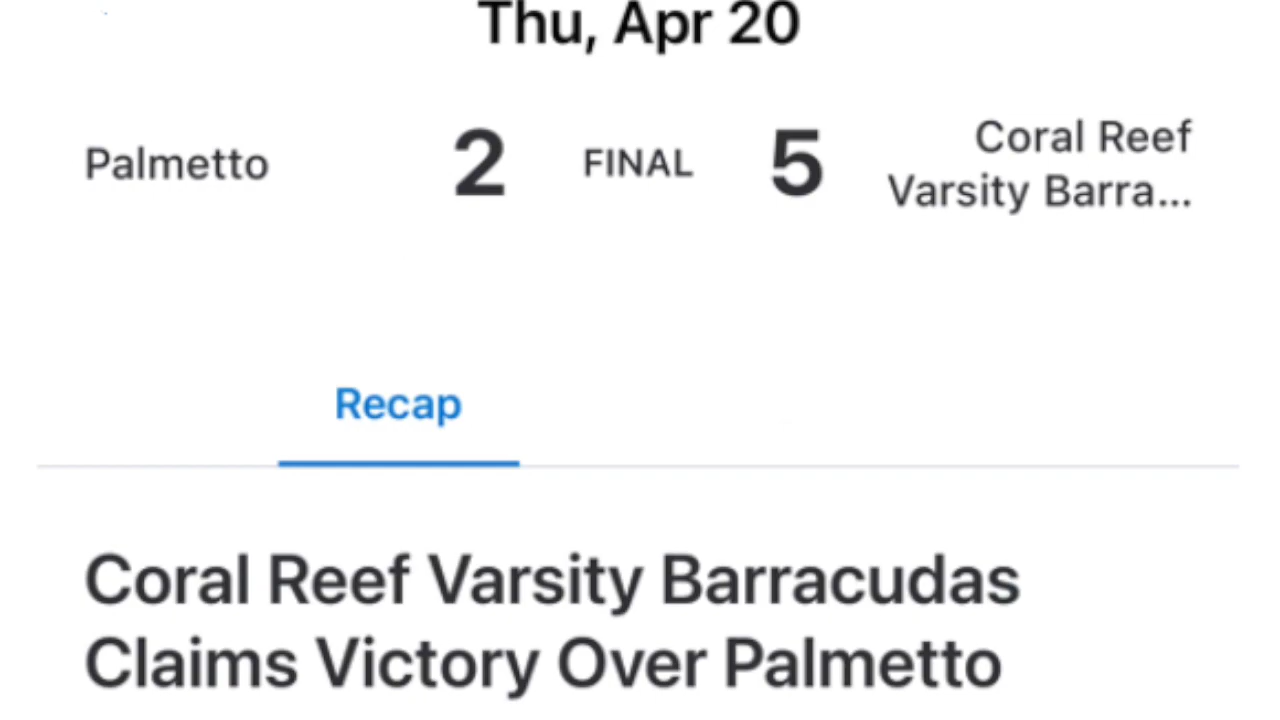 Thu, Apr 20
Palmetto 2 FINAL 5 Coral Reef
Varsity Barra...
Recap
Coral Reef Varsity Barracudas
Claims Victory Over Palmetto